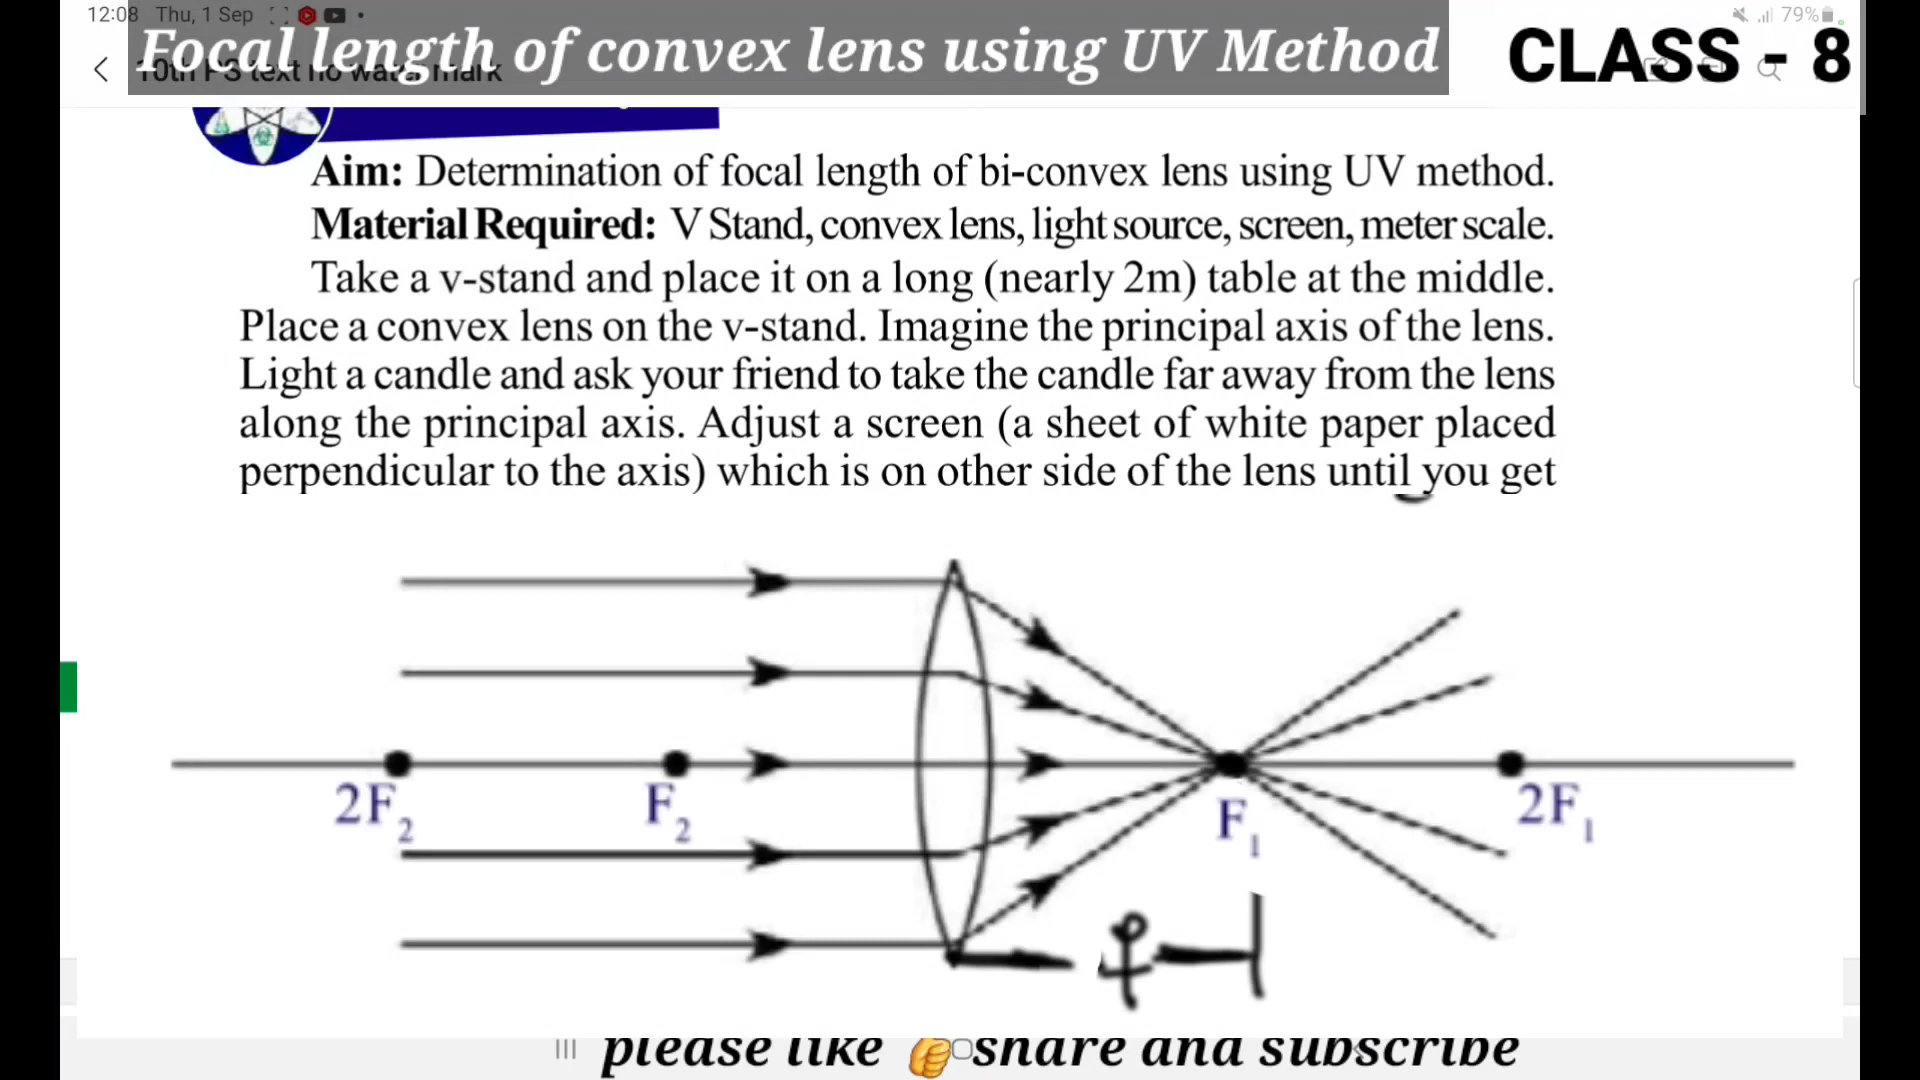 12:08 Thu, 1 Sep
79%
Focal length of convex lens using UV Method
CLASS - 8
10th PS text no water mark
Aim: Determination of focal length of bi-convex lens using UV method.
Material Required: V Stand, convex lens, light source, screen, meter scale.
Take a v-stand and place it on a long (nearly 2m) table at the middle.
Place a convex lens on the v-stand. Imagine the principal axis of the lens.
Light a candle and ask your friend to take the candle far away from the lens
along the principal axis. Adjust a screen (a sheet of white paper placed
perpendicular to the axis) which is on other side of the lens until you get
2F₂ F₂ F₁ 2F₁
f
please like 👍 share and subscribe